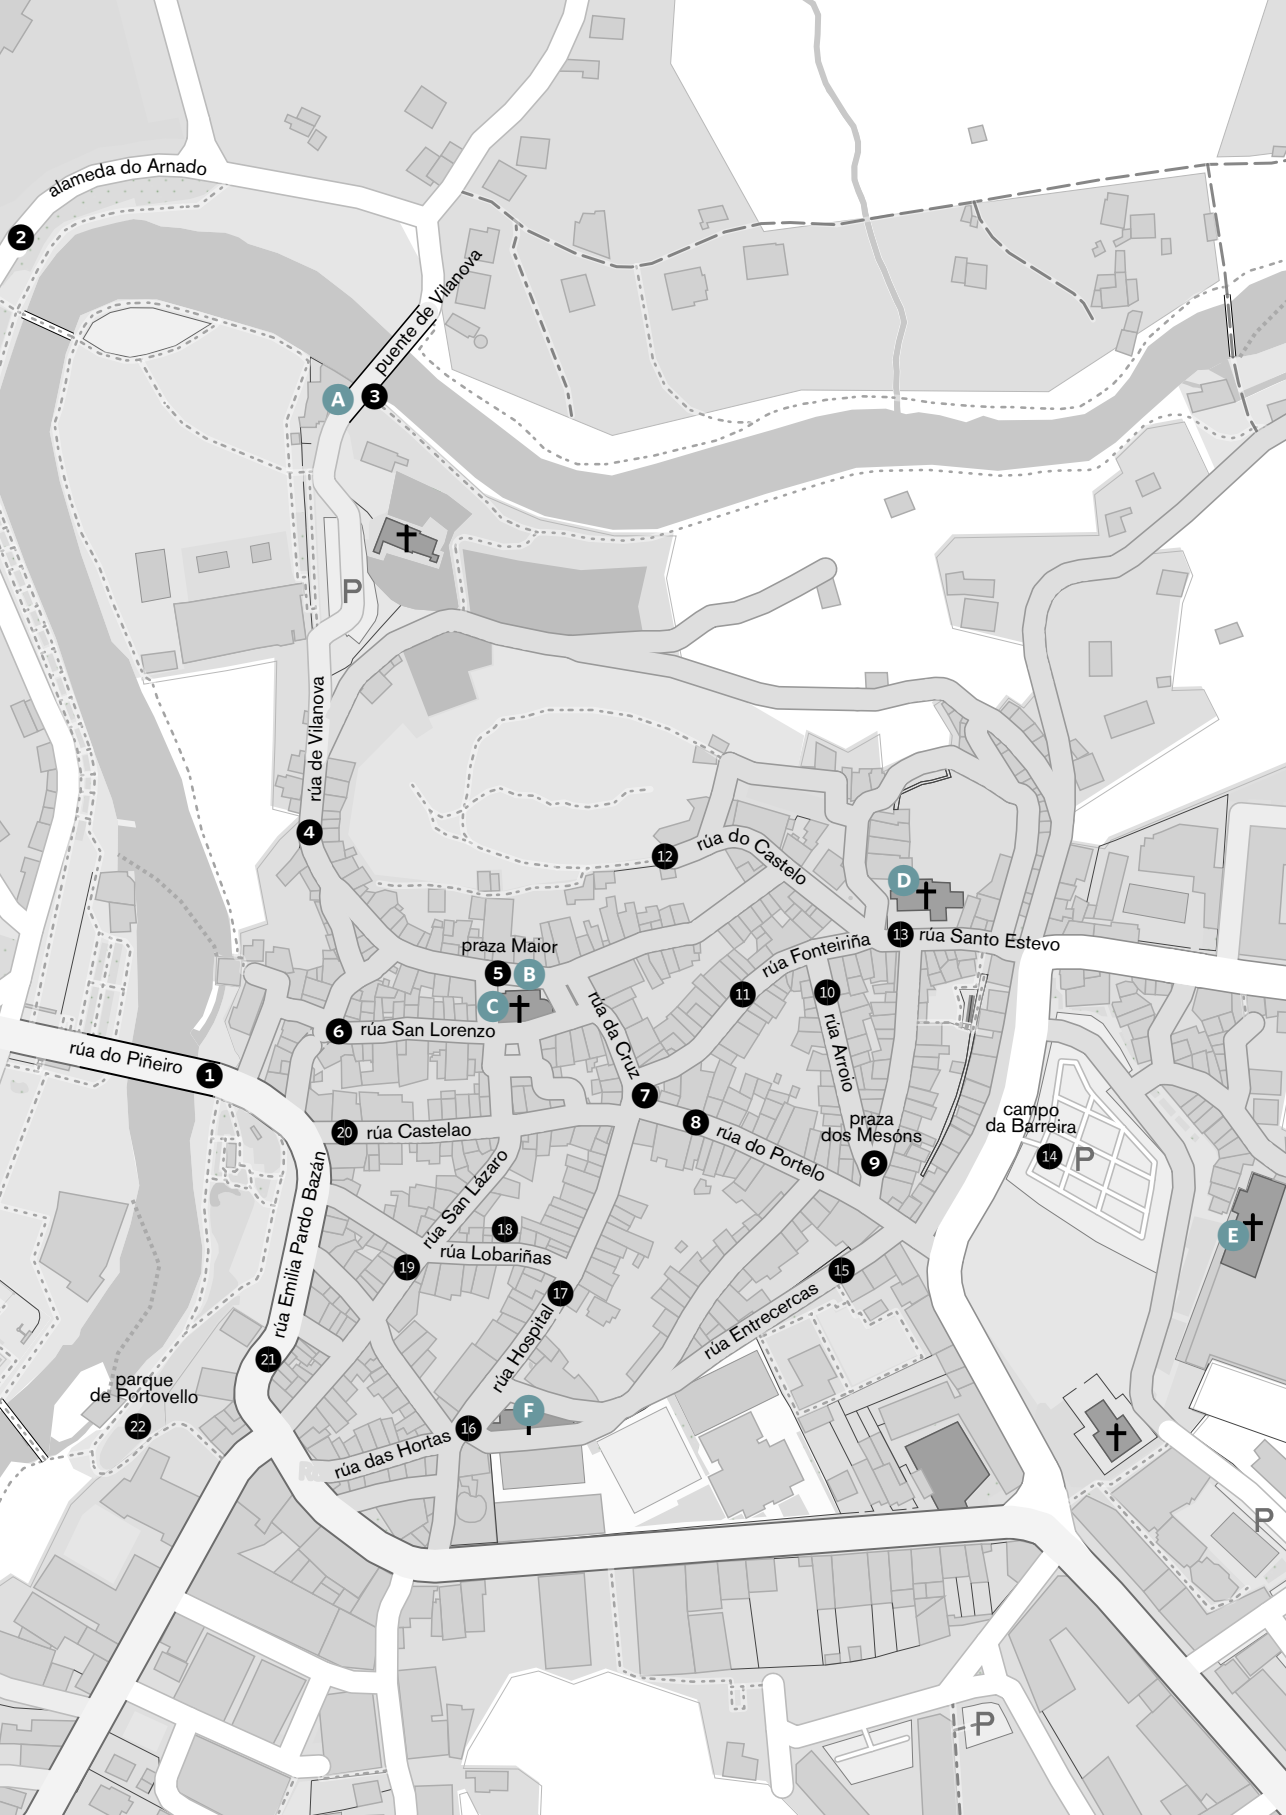 alameda do Arnado
2
puente de Vilanova
A
3
P
rúa de Vilanova
4
12
rúa do Castelo
D
13
rúa Santo Estevo
praza Maior
5
B
C
rúa Fonteiriña
11
10
rúa da Cruz
rúa Arroio
6
rúa San Lorenzo
rúa do Piñeiro
1
7
8
rúa do Portelo
praza
dos Mesóns
9
campo
da Barreira
14
P
20
rúa Castelao
rúa San Lázaro
rúa Emilia Pardo Bazán
18
rúa Lobariñas
19
E
17
rúa Hospital
15
rúa Entrecercas
21
parque
de Portovello
22
F
16
rúa das Hortas
P
P